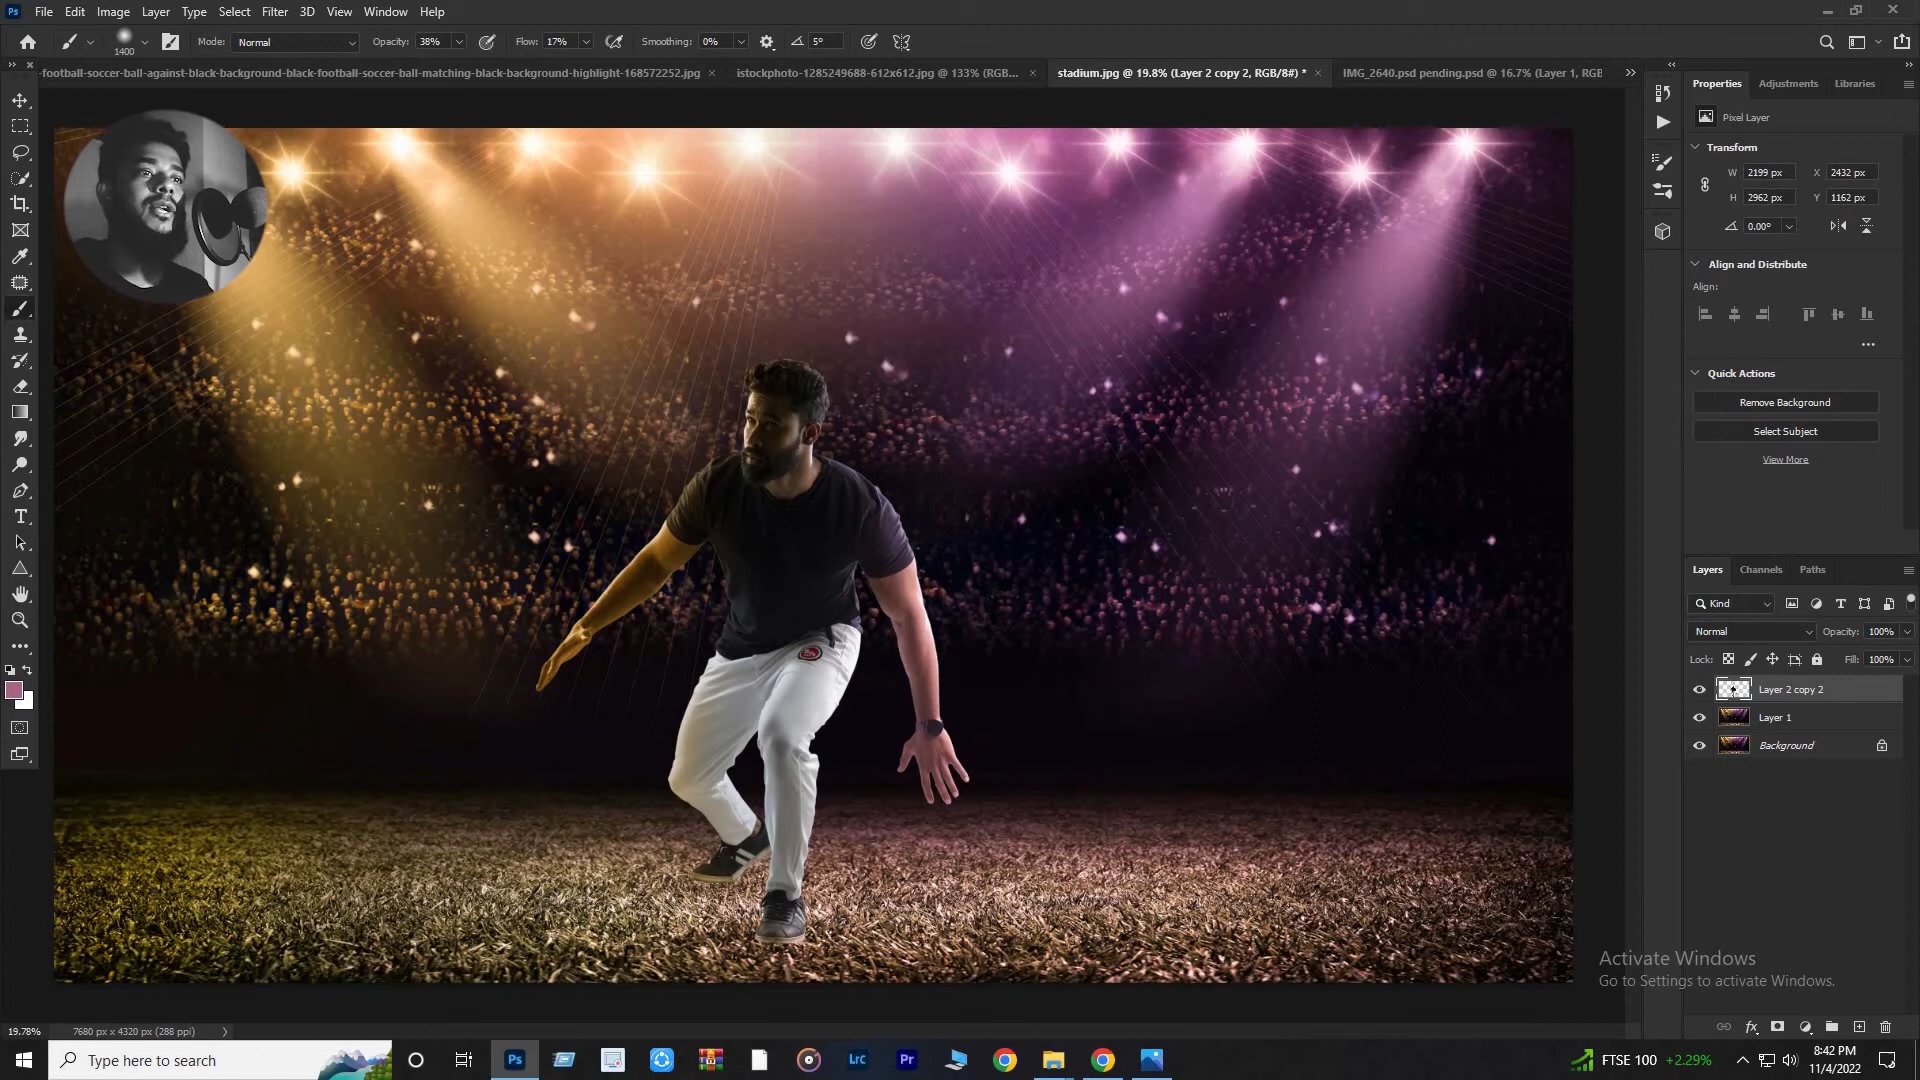 Ps File Edit Image Layer Type Select Filter 3D View Window Help
1400 Mode: Normal Opacity: 38% Flow: 17% Smoothing: 0% 5°
-football-soccer-ball-against-black-background-black-football-soccer-ball-matching-black-background-highlight-168572252.jpg
istockphoto-1285249688-612x612.jpg @ 133% (RGB...
stadium.jpg @ 19.8% (Layer 2 copy 2, RGB/8#) *
IMG_2640.psd pending.psd @ 16.7% (Layer 1, RGB
Properties Adjustments Libraries
Pixel Layer
Transform
W 2199 px X 2432 px
H 2962 px Y 1162 px
0.00°
Align and Distribute
Align:
Quick Actions
Remove Background
Select Subject
View More
Layers Channels Paths
Kind
Normal Opacity: 100%
Lock: Fill: 100%
Layer 2 copy 2
Layer 1
Background
Activate Windows
Go to Settings to activate Windows.
19.78% 7680 px x 4320 px (288 ppi)
Type here to search
Ps Lrc Pr
FTSE 100 +2.29%
8:42 PM
11/4/2022